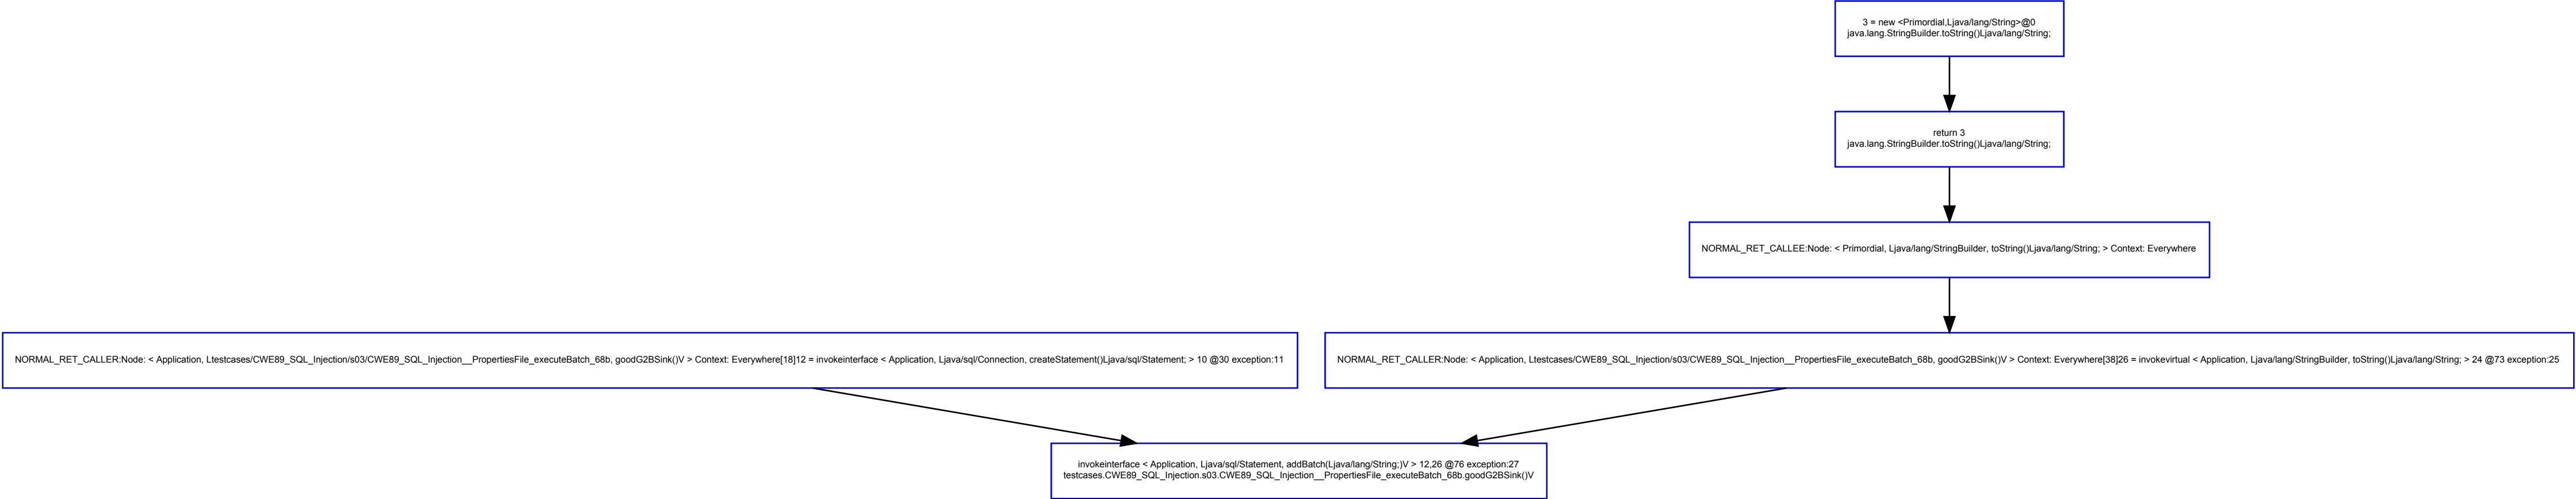 3 = new <Primordial,Ljava/lang/String>@0
java.lang.StringBuilder.toString()Ljava/lang/String;
return 3
java.lang.StringBuilder.toString()Ljava/lang/String;
NORMAL_RET_CALLEE:Node: < Primordial, Ljava/lang/StringBuilder, toString()Ljava/lang/String; > Context: Everywhere
NORMAL_RET_CALLER:Node: < Application, Ltestcases/CWE89_SQL_Injection/s03/CWE89_SQL_Injection__PropertiesFile_executeBatch_68b, goodG2BSink()V > Context: Everywhere[18]12 = invokeinterface < Application, Ljava/sql/Connection, createStatement()Ljava/sql/Statement; > 10 @30 exception:11
NORMAL_RET_CALLER:Node: < Application, Ltestcases/CWE89_SQL_Injection/s03/CWE89_SQL_Injection__PropertiesFile_executeBatch_68b, goodG2BSink()V > Context: Everywhere[38]26 = invokevirtual < Application, Ljava/lang/StringBuilder, toString()Ljava/lang/String; > 24 @73 exception:25
invokeinterface < Application, Ljava/sql/Statement, addBatch(Ljava/lang/String;)V > 12,26 @76 exception:27
testcases.CWE89_SQL_Injection.s03.CWE89_SQL_Injection__PropertiesFile_executeBatch_68b.goodG2BSink()V